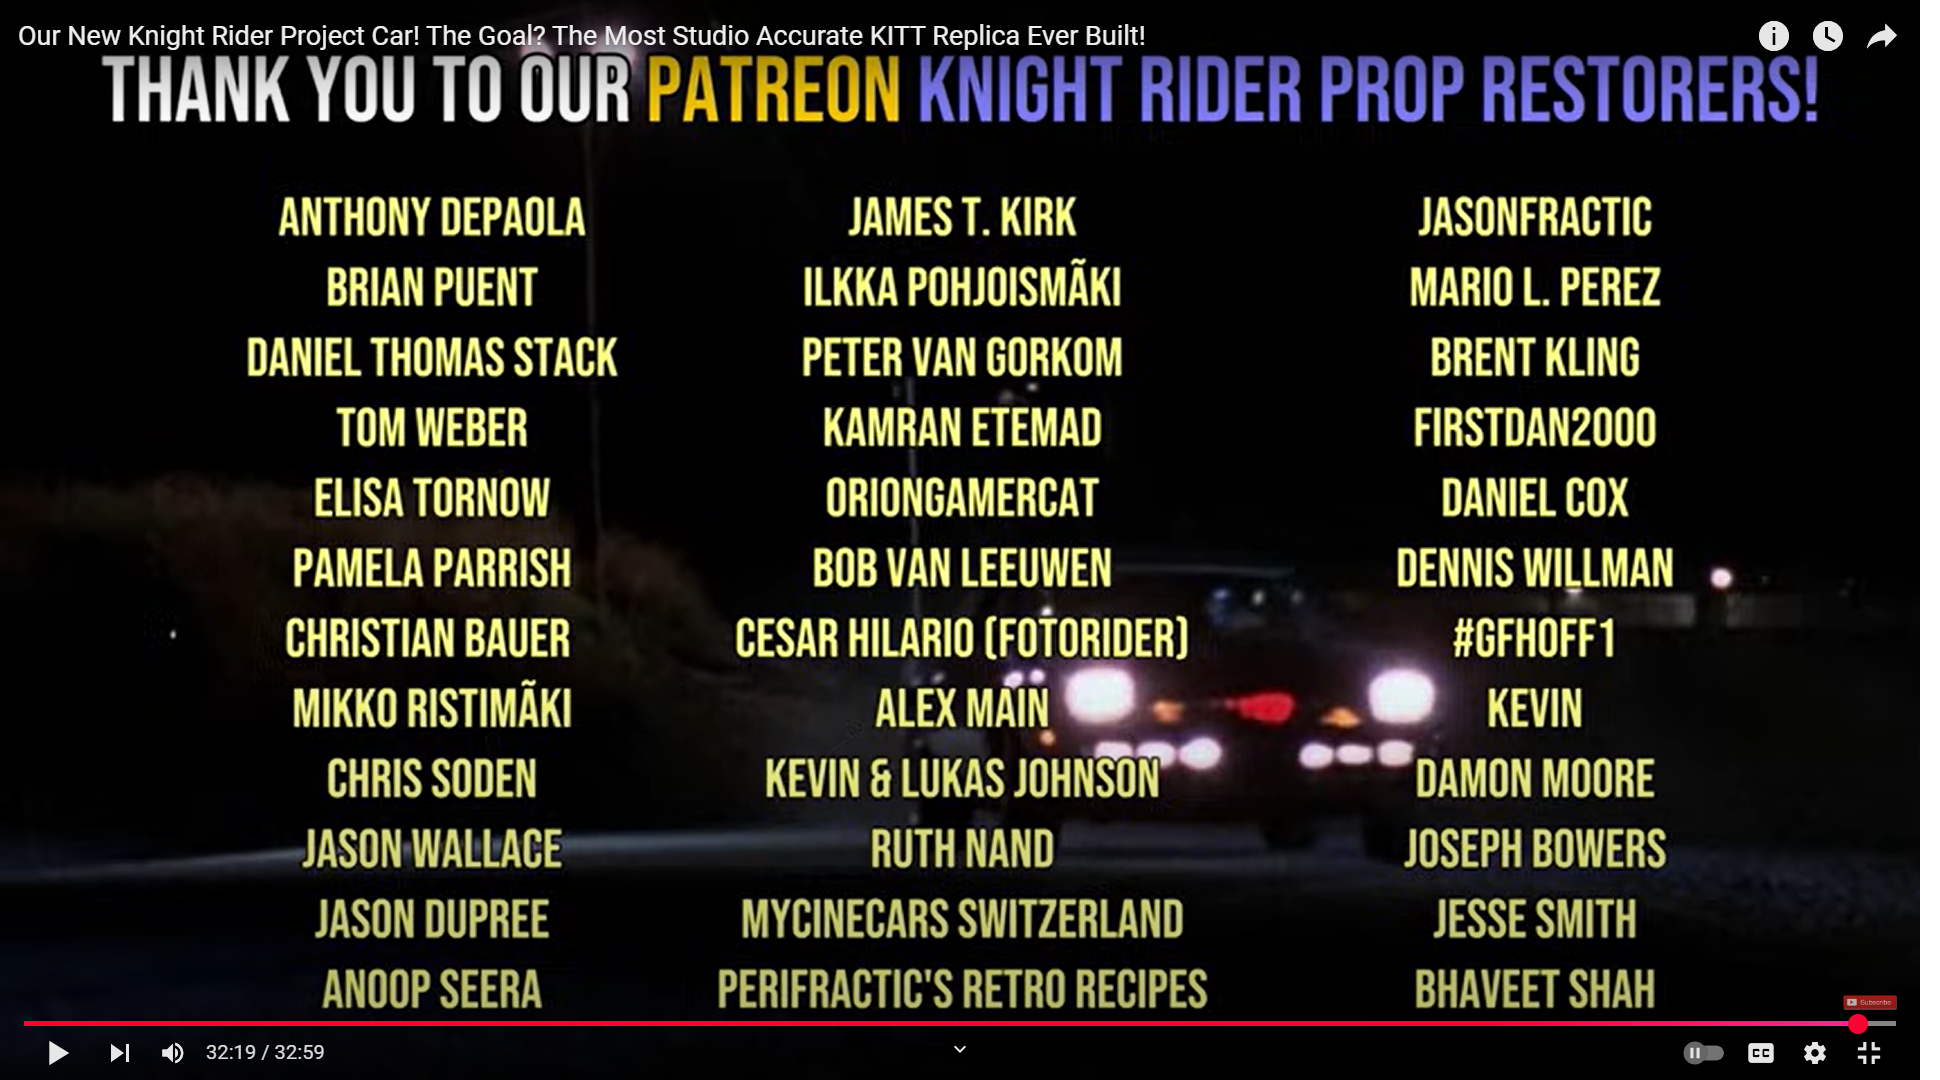 Our New Knight Rider Project Car! The Goal? The Most Studio Accurate KITT Replica Ever Built!
THANK YOU TO OUR PATREON KNIGHT RIDER PROP RESTORERS!
ANTHONY DEPAOLA
BRIAN PUENT
DANIEL THOMAS STACK
TOM WEBER
ELISA TORNOW
PAMELA PARRISH
CHRISTIAN BAUER
MIKKO RISTIMÃKI
CHRIS SODEN
JASON WALLACE
JASON DUPREE
ANOOP SEERA
JAMES T. KIRK
ILKKA POHJOISMÃKI
PETER VAN GORKOM
KAMRAN ETEMAD
ORIONGAMERCAT
BOB VAN LEEUWEN
CESAR HILARIO (FOTORIDER)
ALEX MAIN
KEVIN & LUKAS JOHNSON
RUTH NAND
MYCINECARS SWITZERLAND
PERIFRACTIC'S RETRO RECIPES
JASONFRACTIC
MARIO L. PEREZ
BRENT KLING
FIRSTDAN2000
DANIEL COX
DENNIS WILLMAN
#GFHOFF1
KEVIN
DAMON MOORE
JOSEPH BOWERS
JESSE SMITH
BHAVEET SHAH
Subscribe
32:19 / 32:59
CC